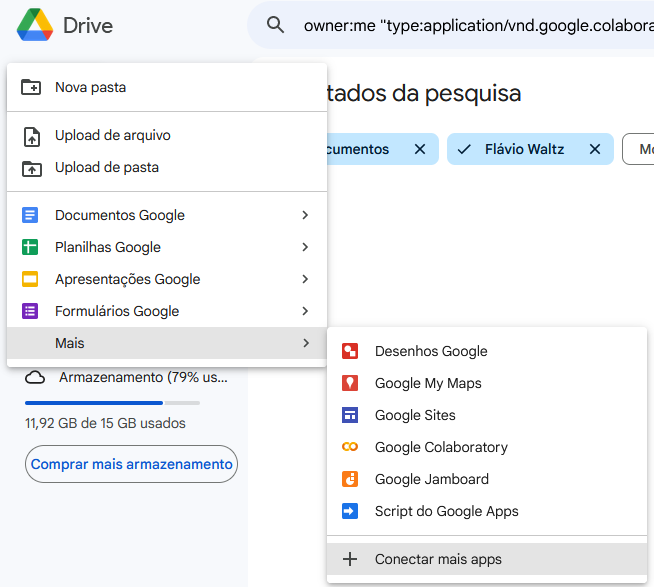 Drive
owner:me "type:application/vnd.google.colabora
Nova pasta
tados da pesquisa
Upload de arquivo
cumentos
Flávio Waltz
Mo
Upload de pasta
Documentos Google
Planilhas Google
Apresentações Google
Formulários Google
Mais
Desenhos Google
Armazenamento (79% us...
Google My Maps
11,92 GB de 15 GB usados
Google Sites
Google Colaboratory
Comprar mais armazenamento
Google Jamboard
Script do Google Apps
Conectar mais apps